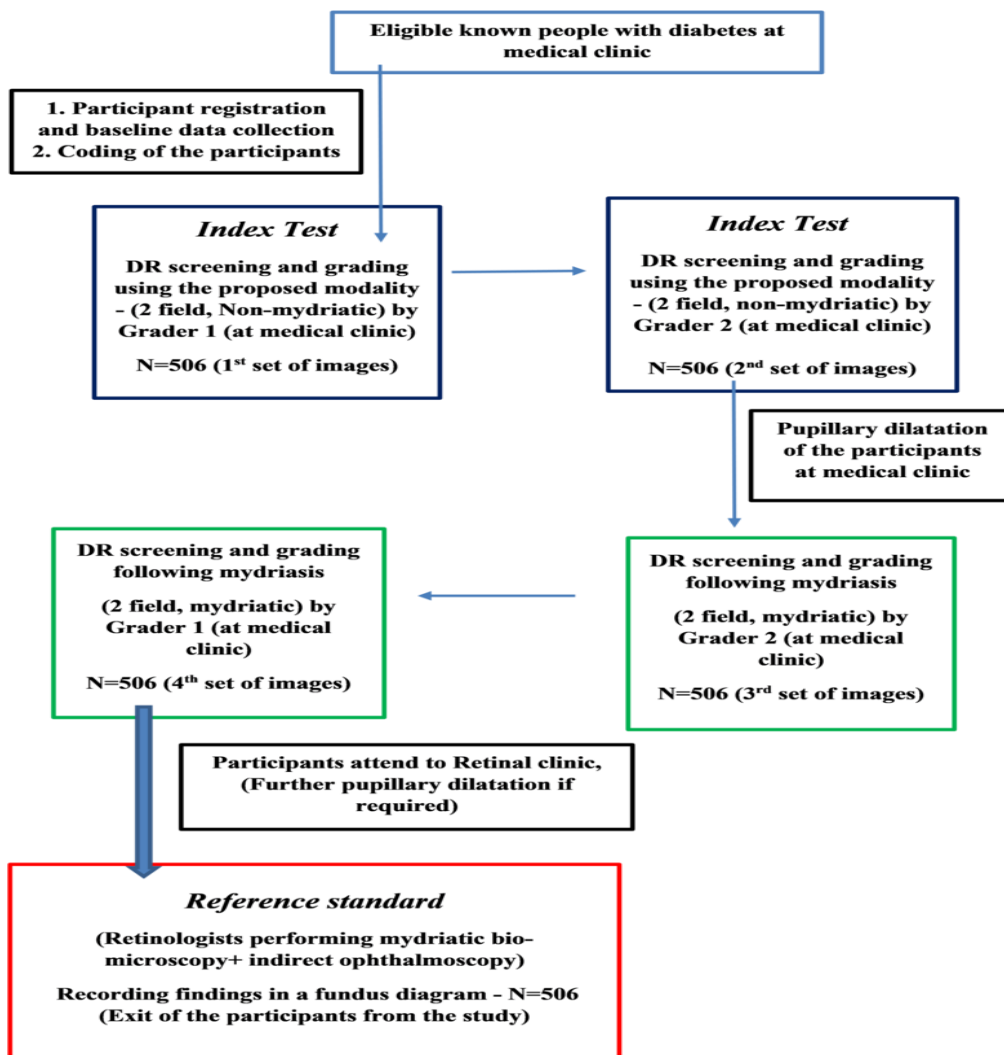 Eligible known people with diabetes at
medical clinic
1. Participant registration
and baseline data collection
2. Coding of the participants
Index Test
DR screening and grading
using the proposed modality
- (2 field, Non-mydriatic) by
Grader 1 (at medical clinic)
N=506 (1st set of images)
Index Test
DR screening and grading
using the proposed modality
- (2 field, non-mydriatic) by
Grader 2 (at medical clinic)
N=506 (2nd set of images)
Pupillary dilatation
of the participants
at medical clinic
DR screening and grading
following mydriasis
(2 field, mydriatic) by
Grader 2 (at medical
clinic)
N=506 (3rd set of images)
DR screening and grading
following mydriasis
(2 field, mydriatic) by
Grader 1 (at medical
clinic)
N=506 (4th set of images)
Participants attend to Retinal clinic,
(Further pupillary dilatation if
required)
Reference standard
(Retinologists performing mydriatic bio-
microscopy+ indirect ophthalmoscopy)
Recording findings in a fundus diagram - N=506
(Exit of the participants from the study)